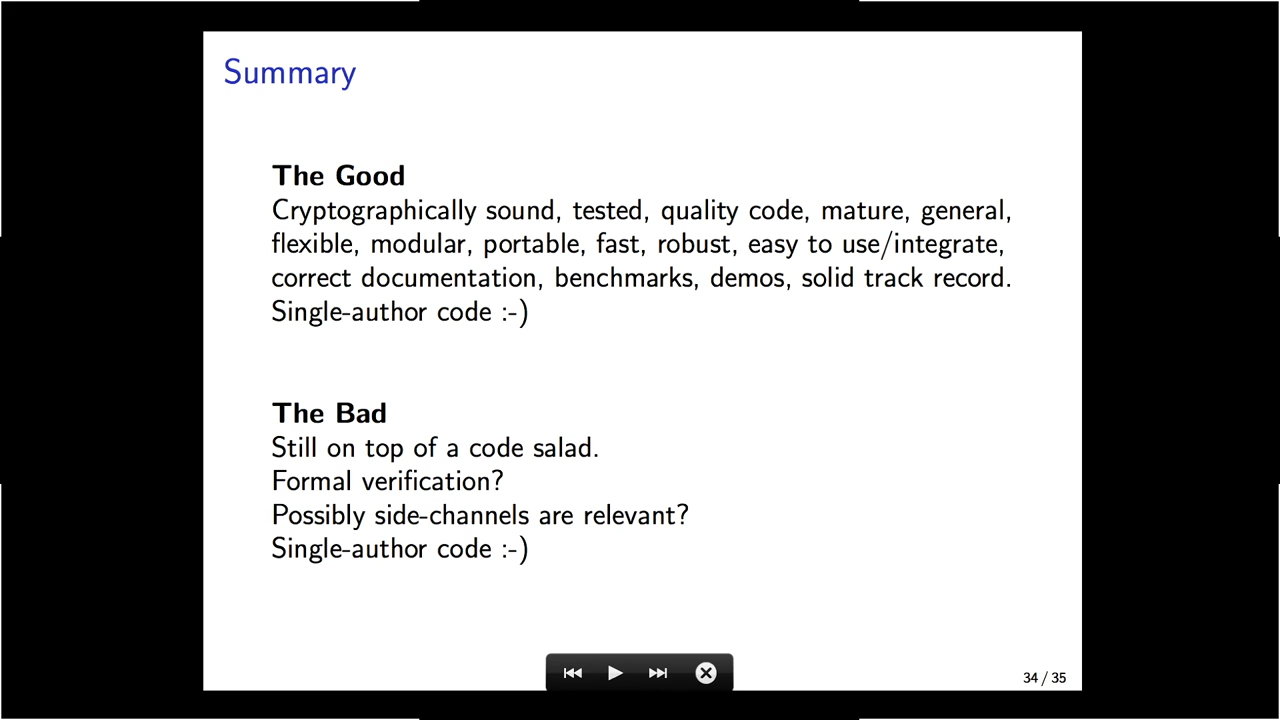 Summary
The Good
Cryptographically sound, tested, quality code, mature, general,
flexible, modular, portable, fast, robust, easy to use/integrate,
correct documentation, benchmarks, demos, solid track record.
Single-author code :-)
The Bad
Still on top of a code salad.
Formal verification?
Possibly side-channels are relevant?
Single-author code :-)
34 / 35